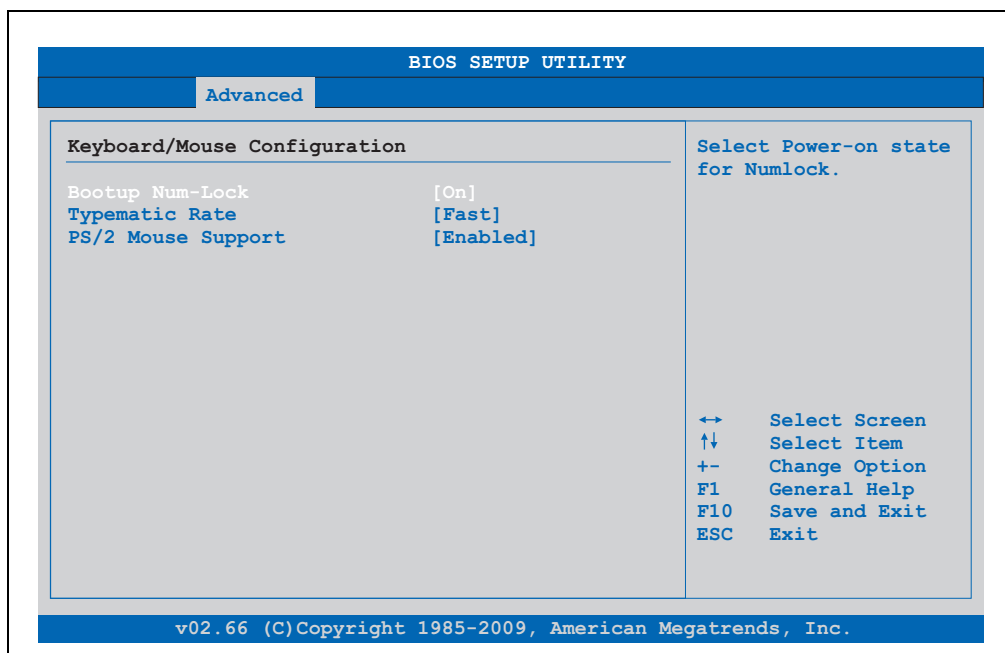 BIOS SETUP UTILITY
Advanced
Keyboard/Mouse Configuration
Bootup Num-Lock [On]
Typematic Rate [Fast]
PS/2 Mouse Support [Enabled]
Select Power-on state
for Numlock.
↔ Select Screen
↑↓ Select Item
+- Change Option
F1 General Help
F10 Save and Exit
ESC Exit
v02.66 (C)Copyright 1985-2009, American Megatrends, Inc.